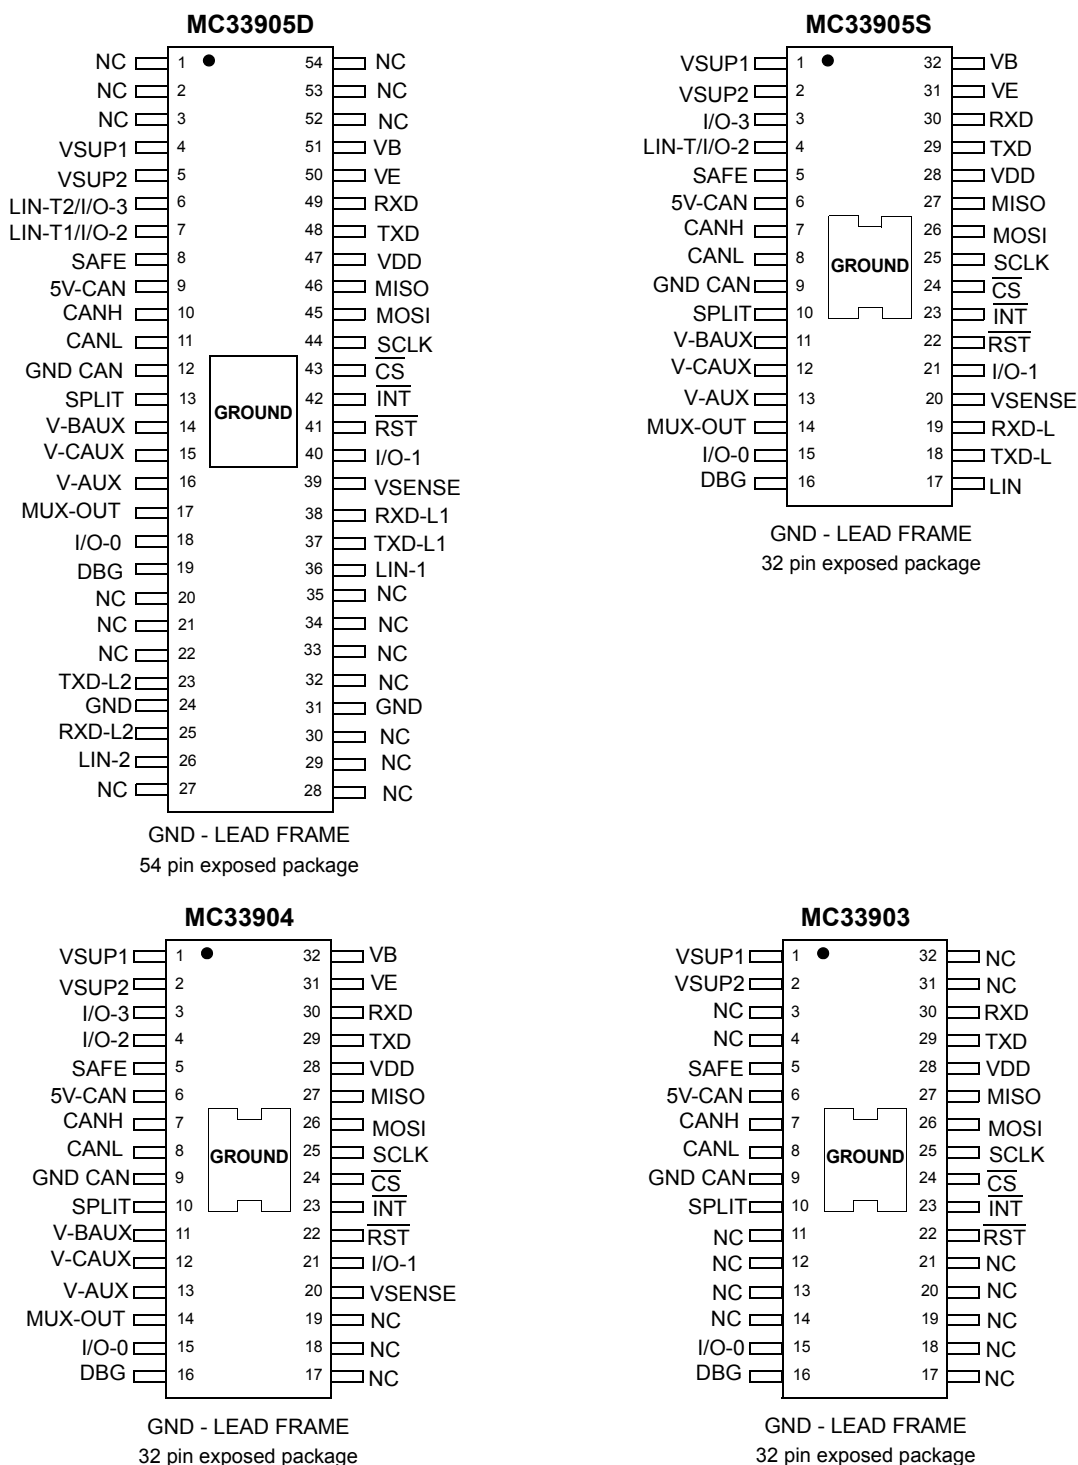 MC33905D
NC 1 54 NC
NC 2 53 NC
NC 3 52 NC
VSUP1 4 51 VB
VSUP2 5 50 VE
LIN-T2/I/O-3 6 49 RXD
LIN-T1/I/O-2 7 48 TXD
SAFE 8 47 VDD
5V-CAN 9 46 MISO
CANH 10 45 MOSI
CANL 11 44 SCLK
GND CAN 12 43 CS
SPLIT 13 42 INT
GROUND
V-BAUX 14 41 RST
V-CAUX 15 40 I/O-1
V-AUX 16 39 VSENSE
MUX-OUT 17 38 RXD-L1
I/O-0 18 37 TXD-L1
DBG 19 36 LIN-1
NC 20 35 NC
NC 21 34 NC
NC 22 33 NC
TXD-L2 23 32 NC
GND 24 31 GND
RXD-L2 25 30 NC
LIN-2 26 29 NC
NC 27 28 NC
GND - LEAD FRAME
54 pin exposed package
MC33905S
VSUP1 1 32 VB
VSUP2 2 31 VE
I/O-3 3 30 RXD
LIN-T/I/O-2 4 29 TXD
SAFE 5 28 VDD
5V-CAN 6 27 MISO
CANH 7 26 MOSI
CANL 8 25 SCLK
GROUND
GND CAN 9 24 CS
SPLIT 10 23 INT
V-BAUX 11 22 RST
V-CAUX 12 21 I/O-1
V-AUX 13 20 VSENSE
MUX-OUT 14 19 RXD-L
I/O-0 15 18 TXD-L
DBG 16 17 LIN
GND - LEAD FRAME
32 pin exposed package
MC33904
VSUP1 1 32 VB
VSUP2 2 31 VE
I/O-3 3 30 RXD
I/O-2 4 29 TXD
SAFE 5 28 VDD
5V-CAN 6 27 MISO
CANH 7 26 MOSI
CANL 8 25 SCLK
GROUND
GND CAN 9 24 CS
SPLIT 10 23 INT
V-BAUX 11 22 RST
V-CAUX 12 21 I/O-1
V-AUX 13 20 VSENSE
MUX-OUT 14 19 NC
I/O-0 15 18 NC
DBG 16 17 NC
GND - LEAD FRAME
32 pin exposed package
MC33903
VSUP1 1 32 NC
VSUP2 2 31 NC
NC 3 30 RXD
NC 4 29 TXD
SAFE 5 28 VDD
5V-CAN 6 27 MISO
CANH 7 26 MOSI
CANL 8 25 SCLK
GROUND
GND CAN 9 24 CS
SPLIT 10 23 INT
NC 11 22 RST
NC 12 21 NC
NC 13 20 NC
NC 14 19 NC
I/O-0 15 18 NC
DBG 16 17 NC
GND - LEAD FRAME
32 pin exposed package